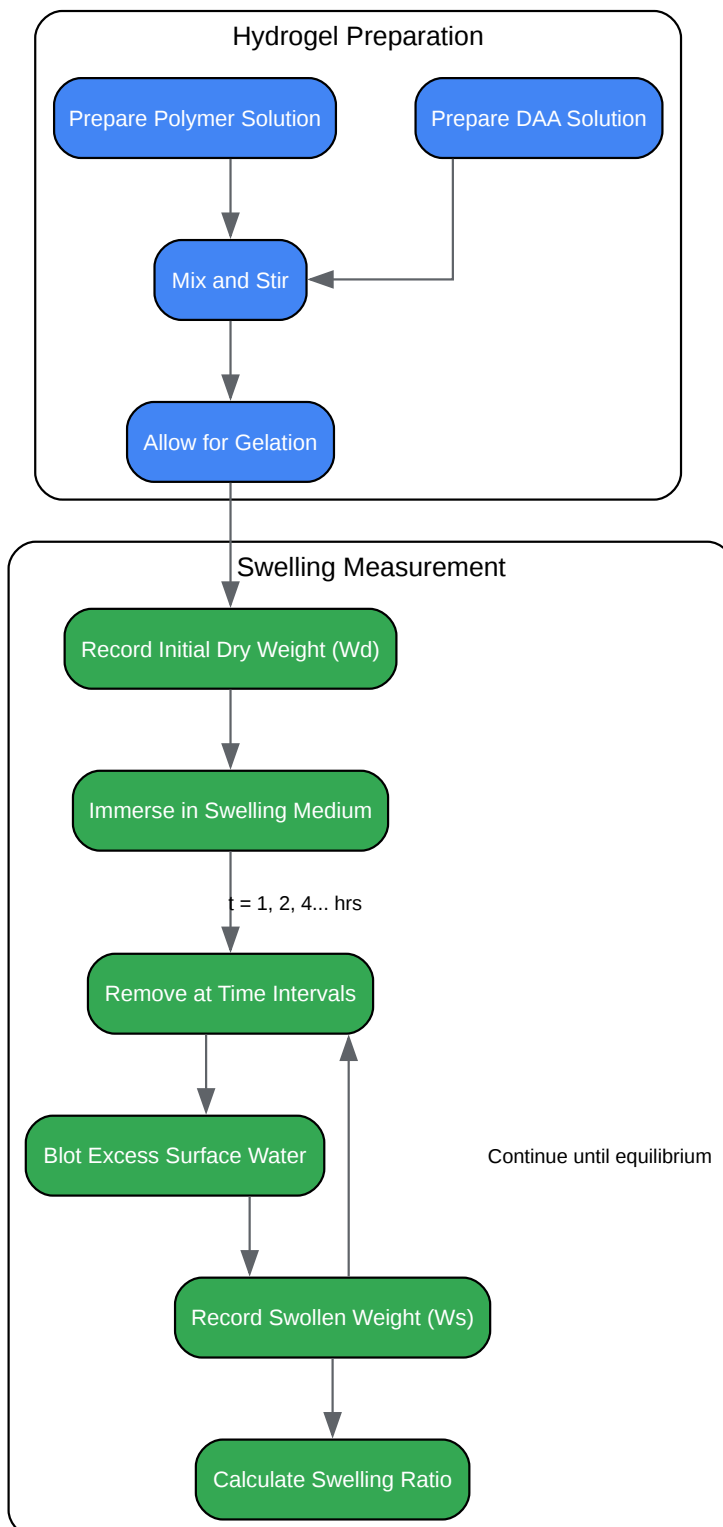 Hydrogel Preparation
Prepare Polymer Solution
Prepare DAA Solution
Mix and Stir
Allow for Gelation
Swelling Measurement
Record Initial Dry Weight (Wd)
Immerse in Swelling Medium
t = 1, 2, 4... hrs
Remove at Time Intervals
Blot Excess Surface Water
Continue until equilibrium
Record Swollen Weight (Ws)
Calculate Swelling Ratio